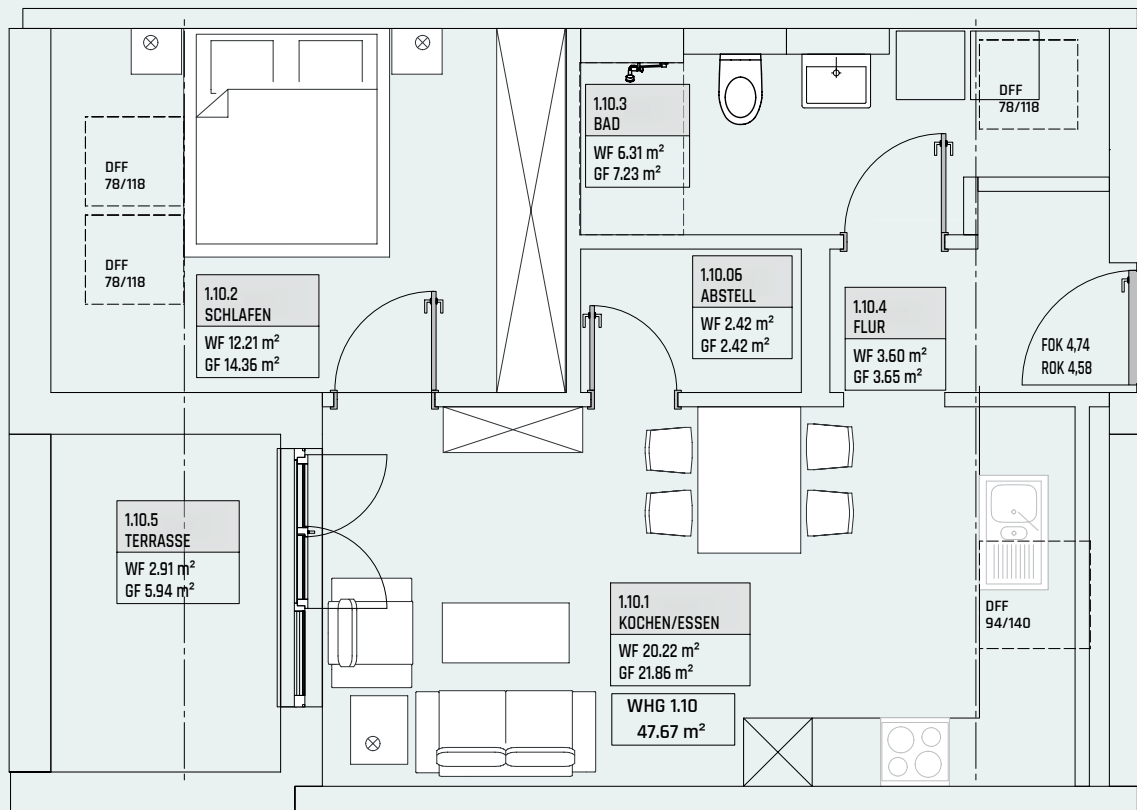 DFF
78/118
1.10.3
BAD
WF 6.31 m²
GF 7.23 m²
DFF
78/118
DFF
78/118
1.10.2
SCHLAFEN
WF 12.21 m²
GF 14.36 m²
1.10.06
ABSTELL
WF 2.42 m²
GF 2.42 m²
1.10.4
FLUR
WF 3.60 m²
GF 3.65 m²
FOK 4,74
ROK 4,58
1.10.5
TERRASSE
WF 2.91 m²
GF 5.94 m²
1.10.1
KOCHEN/ESSEN
WF 20.22 m²
GF 21.86 m²
WHG 1.10
47.67 m²
DFF
94/140